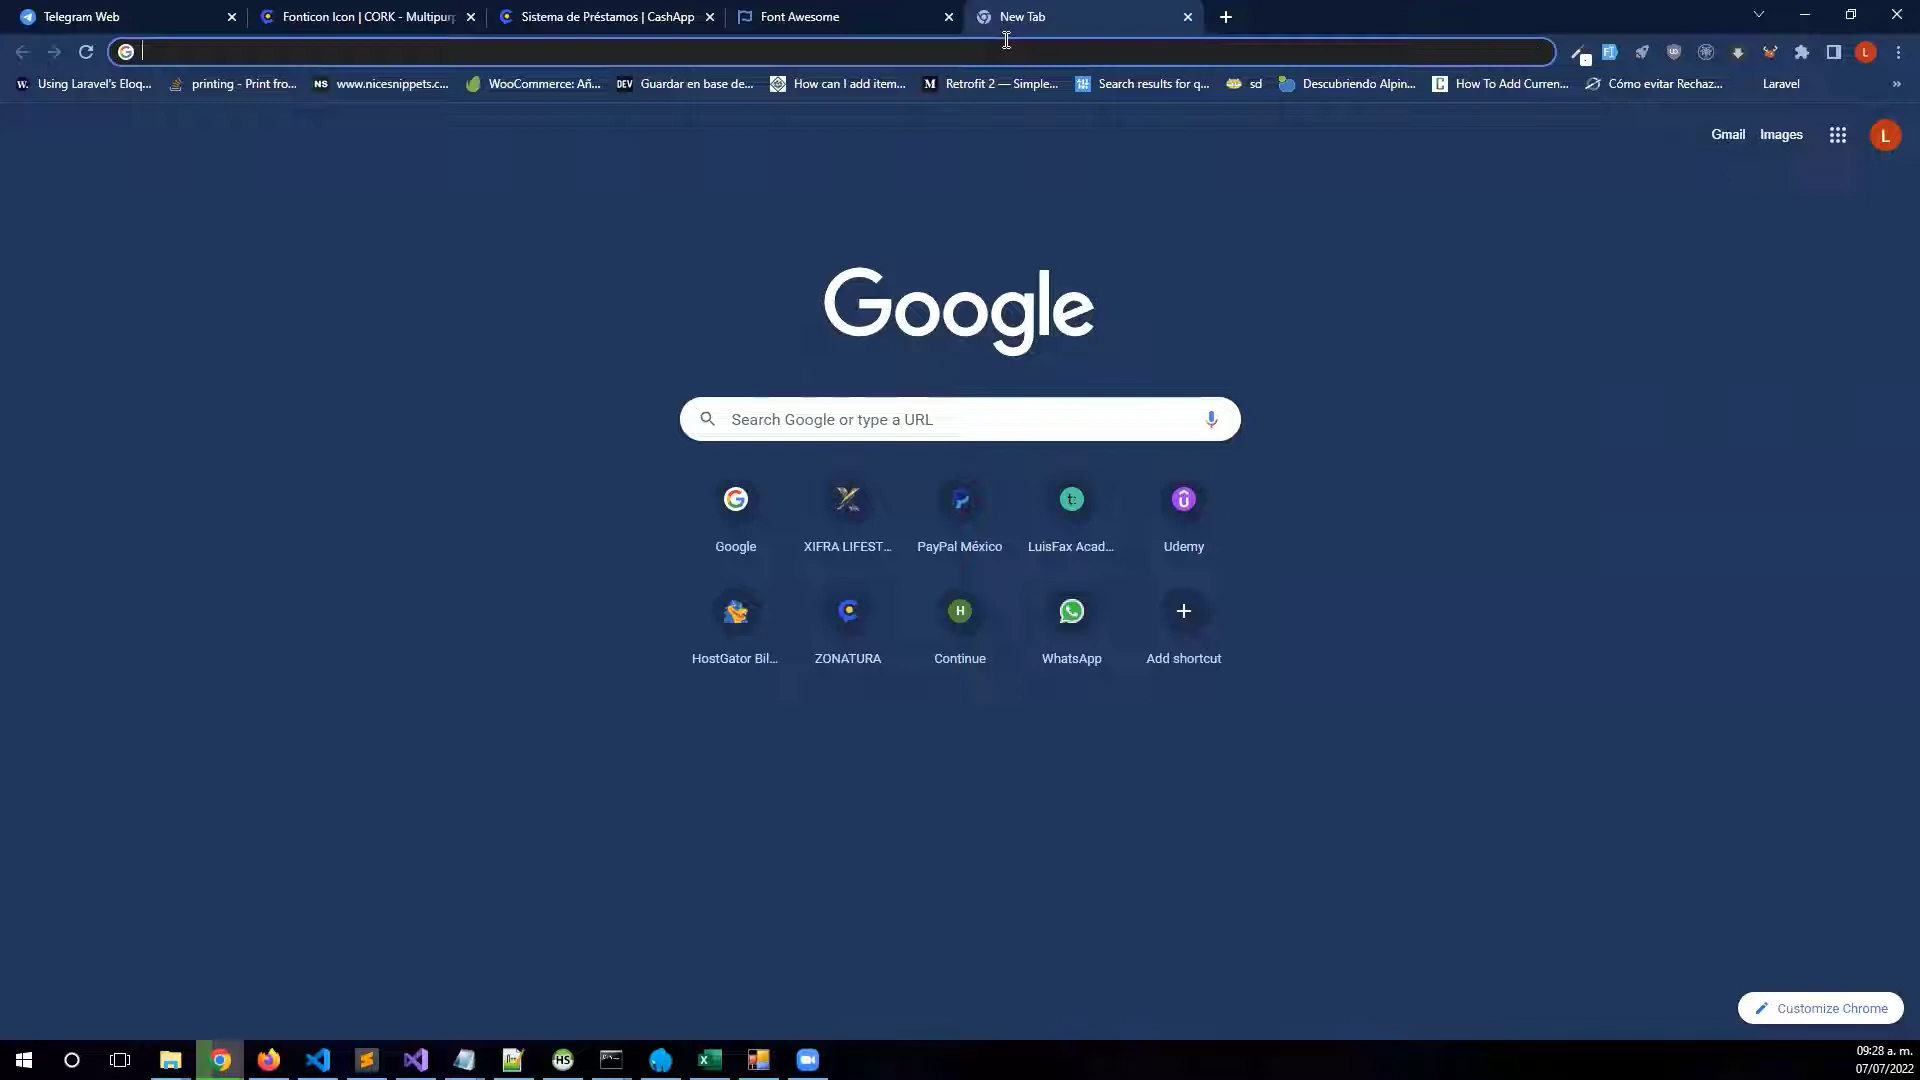 Telegram Web
Fonticon Icon | CORK - Multipurp
Sistema de Préstamos | CashApp
Font Awesome
New Tab
Using Laravel's Eloq...
printing - Print fro...
NS www.nicesnippets.c...
WooCommerce: Añ...
DEV Guardar en base de...
How can I add item...
M Retrofit 2 — Simple...
Search results for q...
sd
Descubriendo Alpin...
How To Add Curren...
Cómo evitar Rechaz...
Laravel
»
Gmail
Images
L
Google
Search Google or type a URL
Google
XIFRA LIFEST...
PayPal México
LuisFax Acad...
Udemy
HostGator Bil...
ZONATURA
Continue
WhatsApp
Add shortcut
Customize Chrome
09:28 a. m.
07/07/2022